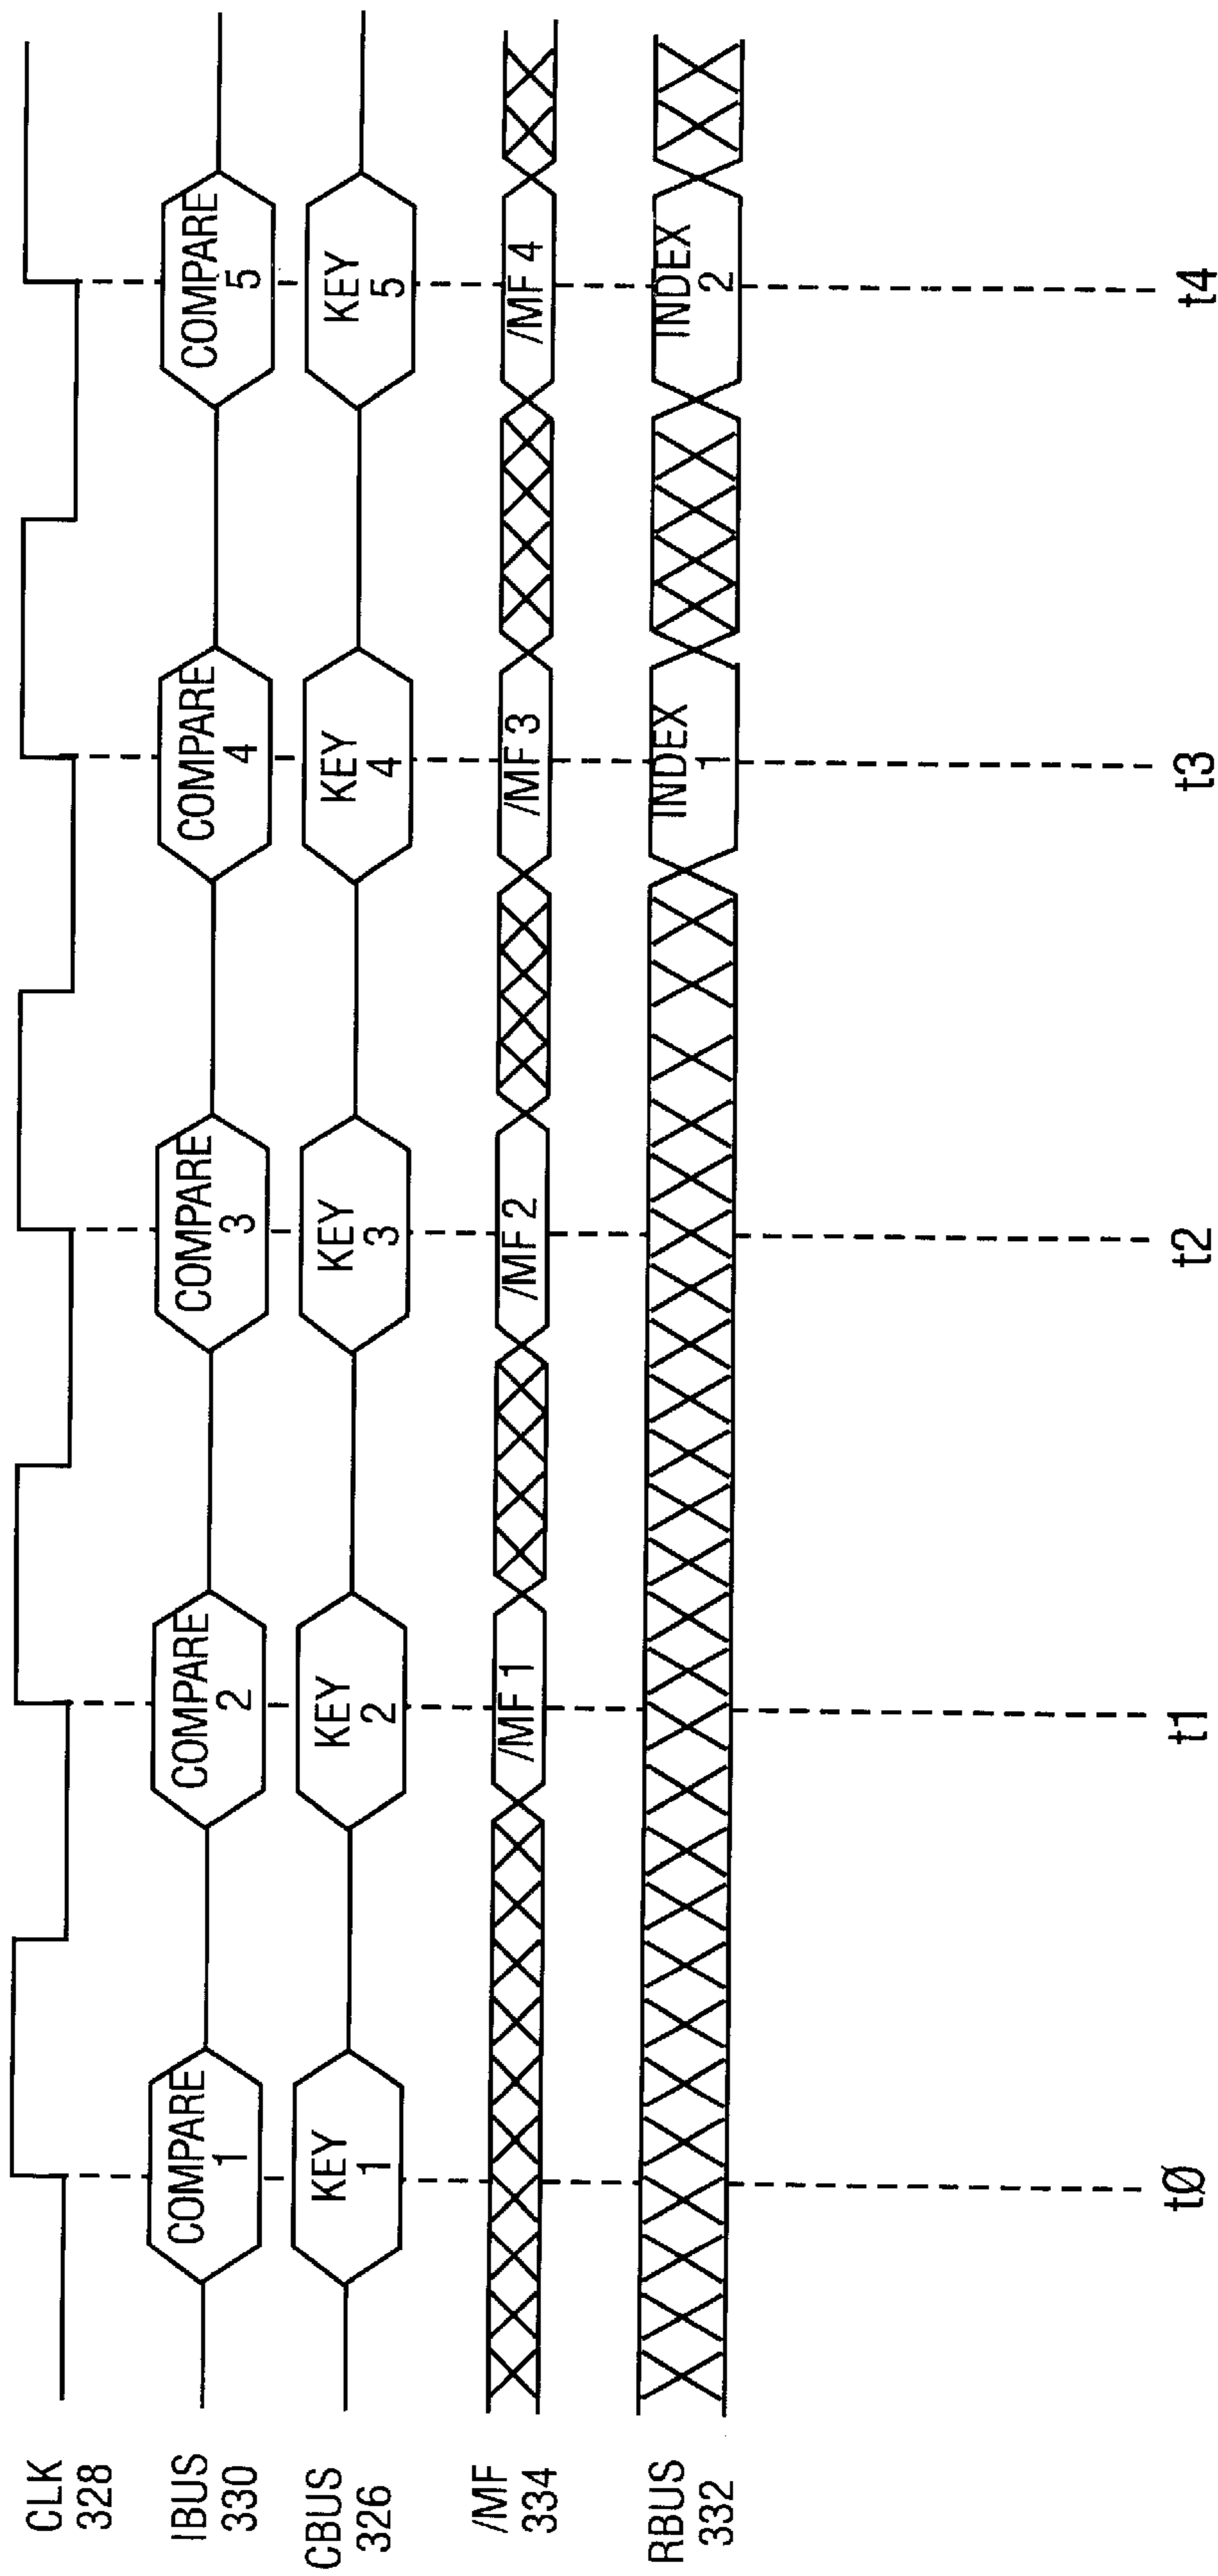 CLK
328
IBUS
330
COMPARE
1
COMPARE
2
COMPARE
3
COMPARE
4
COMPARE
5
CBUS
326
KEY
1
KEY
2
KEY
3
KEY
4
KEY
5
/MF
334
/MF 1
/MF 2
/MF 3
/MF 4
RBUS
332
INDEX
1
INDEX
2
tØ
t1
t2
t3
t4